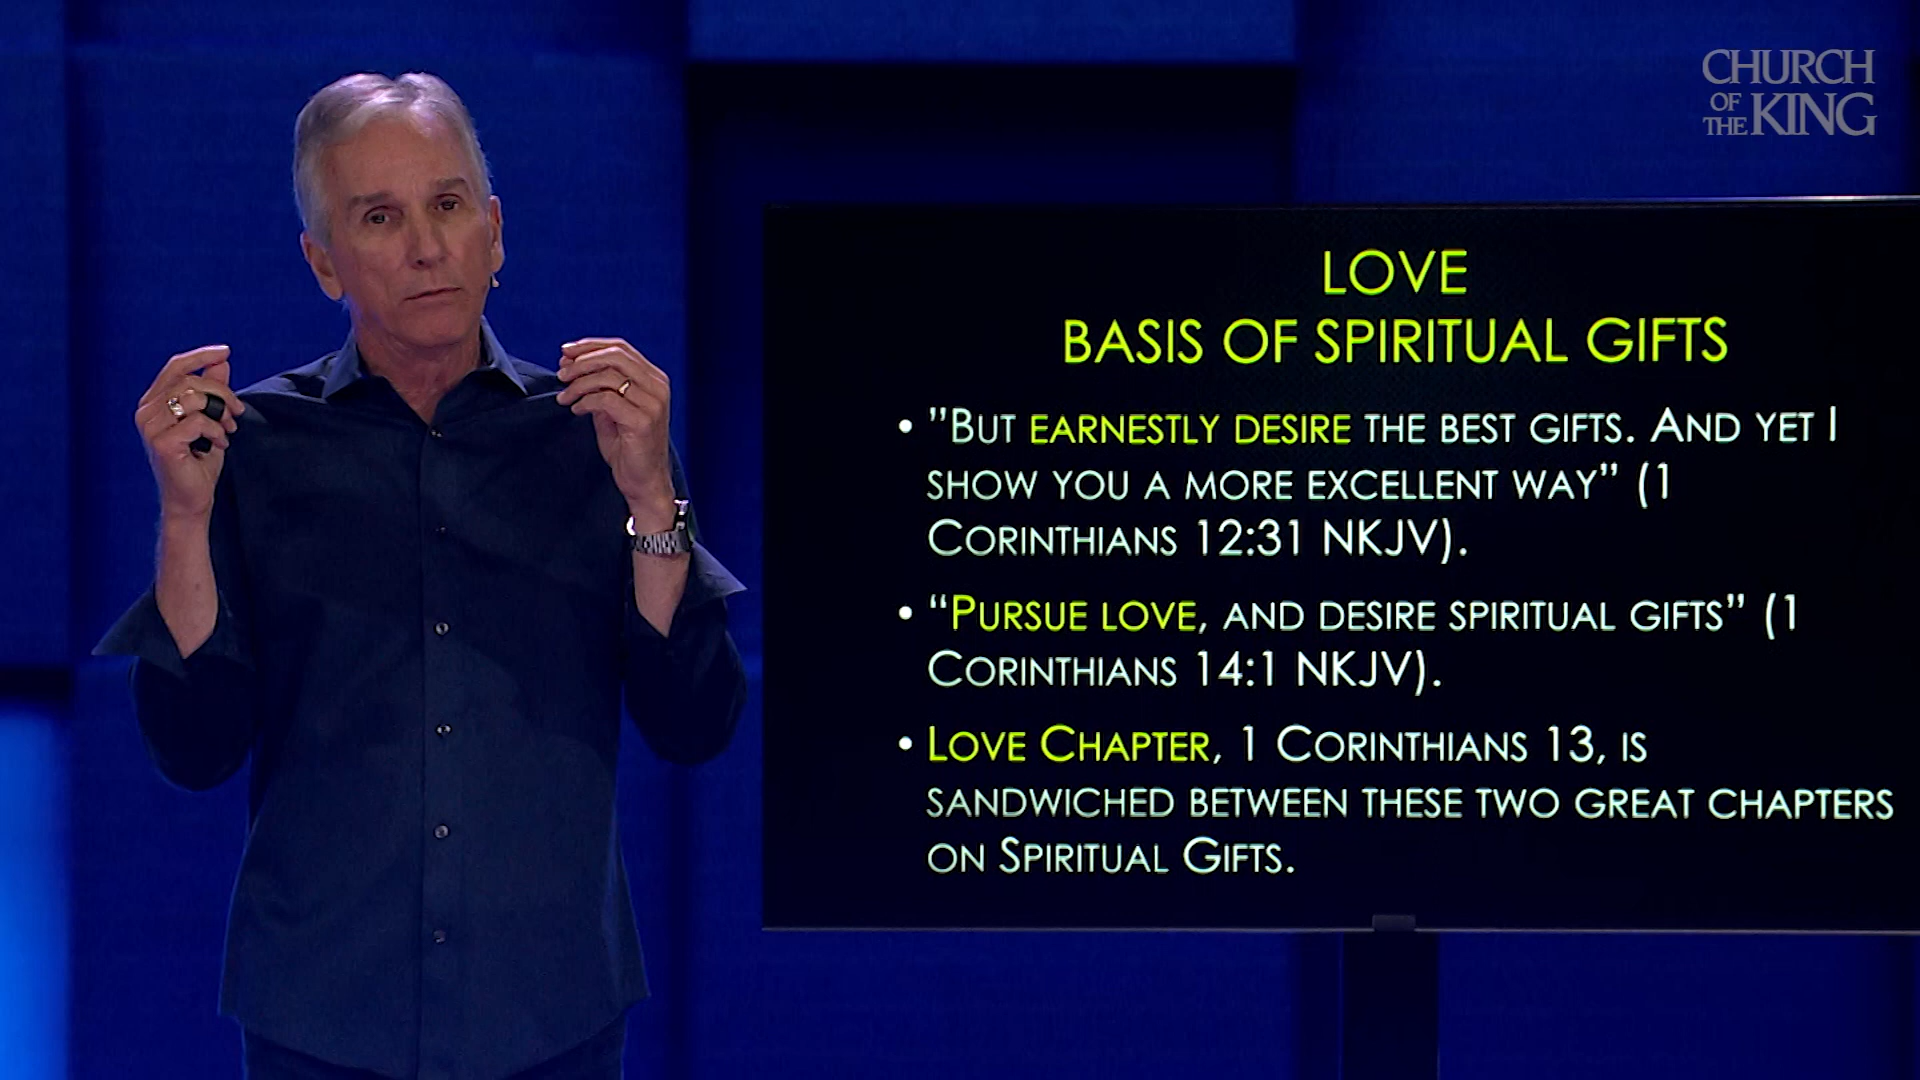 CHURCH
OF
THE KING
LOVE
BASIS OF SPIRITUAL GIFTS
• ”BUT EARNESTLY DESIRE THE BEST GIFTS. AND YET I
SHOW YOU A MORE EXCELLENT WAY” (1
CORINTHIANS 12:31 NKJV).
• “PURSUE LOVE, AND DESIRE SPIRITUAL GIFTS” (1
CORINTHIANS 14:1 NKJV).
• LOVE CHAPTER, 1 CORINTHIANS 13, IS
SANDWICHED BETWEEN THESE TWO GREAT CHAPTERS
ON SPIRITUAL GIFTS.